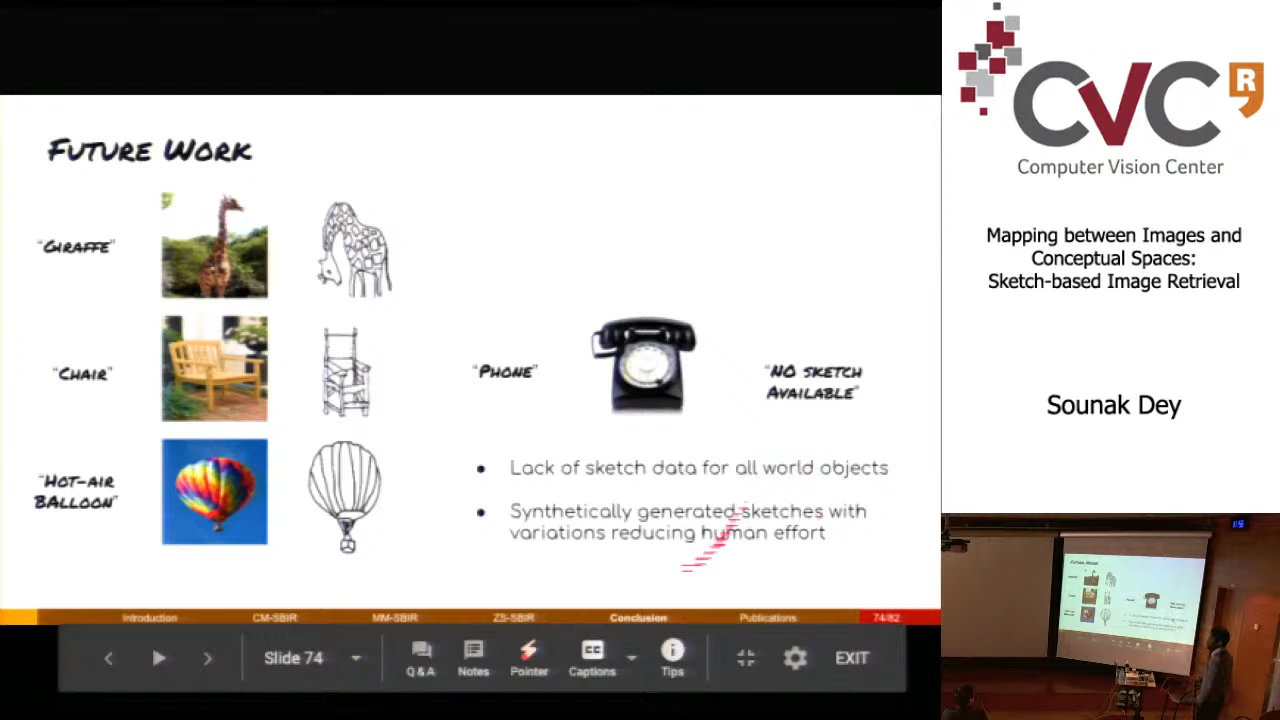 FUTURE WORK
"GIRAFFE"
"CHAIR"
"HOT-AIR
BALLOON"
"PHONE"
"NO SKETCH
AVAILABLE"
● Lack of sketch data for all world objects
● Synthetically generated sketches with
variations reducing human effort
Introduction CM-SBIR MM-SBIR ZS-SBIR Conclusion Publications 74/82
Slide 74 Q&A Notes Pointer CC Captions Tips EXIT
CVC R
Computer Vision Center
Mapping between Images and
Conceptual Spaces:
Sketch-based Image Retrieval
Sounak Dey